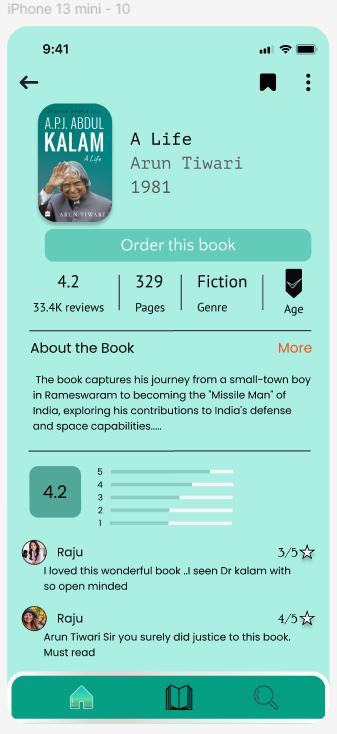 iPhone 13 mini - 10
9:41
A.P.J. ABDUL
KALAM
A Life
ARUN TIWARI
A Life
Arun Tiwari
1981
Order this book
4.2
33.4K reviews
329
Pages
Fiction
Genre
Age
About the Book
More
The book captures his journey from a small-town boy
in Rameswaram to becoming the "Missile Man" of
India, exploring his contributions to India's defense
and space capabilities.....
4.2
5
4
3
2
1
Raju
3/5
I loved this wonderful book ..I seen Dr kalam with
so open minded
Raju
4/5
Arun Tiwari Sir you surely did justice to this book.
Must read